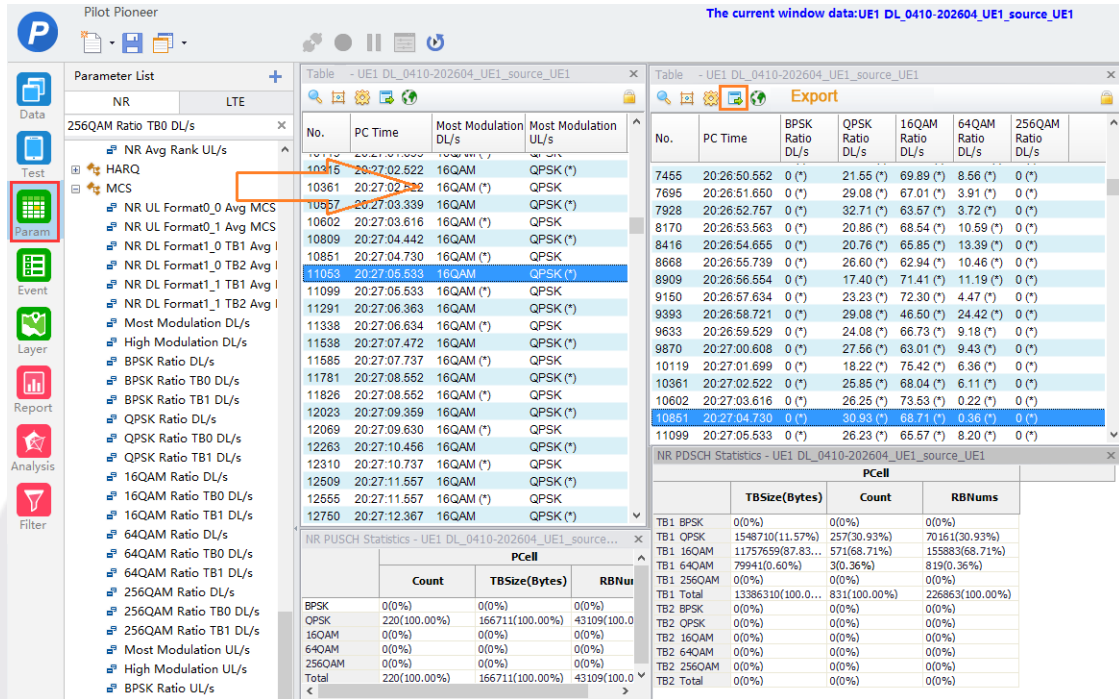 Pilot Pioneer
The current window data:UE1 DL_0410-202604_UE1_source_UE1
P
Data
Test
Param
Event
Layer
Report
Analysis
Filter
Parameter List
NR LTE
256QAM Ratio TB0 DL/s
NR Avg Rank UL/s
HARQ
MCS
NR UL Format0_0 Avg MCS
NR UL Format0_1 Avg MCS
NR DL Format1_0 TB1 Avg
NR DL Format1_0 TB2 Avg
NR DL Format1_1 TB1 Avg
NR DL Format1_1 TB2 Avg
Most Modulation DL/s
High Modulation DL/s
BPSK Ratio DL/s
BPSK Ratio TB0 DL/s
BPSK Ratio TB1 DL/s
QPSK Ratio DL/s
QPSK Ratio TB0 DL/s
QPSK Ratio TB1 DL/s
16QAM Ratio DL/s
16QAM Ratio TB0 DL/s
16QAM Ratio TB1 DL/s
64QAM Ratio DL/s
64QAM Ratio TB0 DL/s
64QAM Ratio TB1 DL/s
256QAM Ratio DL/s
256QAM Ratio TB0 DL/s
256QAM Ratio TB1 DL/s
Most Modulation UL/s
High Modulation UL/s
BPSK Ratio UL/s
Table - UE1 DL_0410-202604_UE1_source_UE1
No. PC Time Most Modulation DL/s Most Modulation UL/s
10315 20:27:02.522 16QAM QPSK (*)
10361 20:27:02.522 16QAM (*) QPSK
10557 20:27:03.339 16QAM QPSK (*)
10602 20:27:03.616 16QAM (*) QPSK
10809 20:27:04.442 16QAM QPSK (*)
10851 20:27:04.730 16QAM (*) QPSK
11053 20:27:05.533 16QAM QPSK (*)
11099 20:27:05.533 16QAM (*) QPSK
11291 20:27:06.363 16QAM QPSK (*)
11338 20:27:06.634 16QAM (*) QPSK
11538 20:27:07.472 16QAM QPSK (*)
11585 20:27:07.737 16QAM (*) QPSK
11781 20:27:08.552 16QAM QPSK (*)
11826 20:27:08.552 16QAM (*) QPSK
12023 20:27:09.359 16QAM QPSK (*)
12069 20:27:09.630 16QAM (*) QPSK
12263 20:27:10.456 16QAM QPSK (*)
12310 20:27:10.737 16QAM (*) QPSK
12509 20:27:11.557 16QAM QPSK (*)
12555 20:27:11.557 16QAM (*) QPSK
12750 20:27:12.367 16QAM QPSK (*)
NR PUSCH Statistics - UE1 DL_0410-202604_UE1_source...
PCell
Count TBSize(Bytes) RBNur
BPSK 0(0%) 0(0%) 0(0%)
QPSK 220(100.00%) 166711(100.00%) 43109(100.0
16QAM 0(0%) 0(0%) 0(0%)
64QAM 0(0%) 0(0%) 0(0%)
256QAM 0(0%) 0(0%) 0(0%)
Total 220(100.00%) 166711(100.00%) 43109(100.0
Table - UE1 DL_0410-202604_UE1_source_UE1
Export
No. PC Time BPSK Ratio DL/s QPSK Ratio DL/s 16QAM Ratio DL/s 64QAM Ratio DL/s 256QAM Ratio DL/s
7455 20:26:50.552 0 (*) 21.55 (*) 69.89 (*) 8.56 (*) 0 (*)
7695 20:26:51.650 0 (*) 29.08 (*) 67.01 (*) 3.91 (*) 0 (*)
7928 20:26:52.757 0 (*) 32.71 (*) 63.57 (*) 3.72 (*) 0 (*)
8170 20:26:53.563 0 (*) 20.86 (*) 68.54 (*) 10.59 (*) 0 (*)
8416 20:26:54.655 0 (*) 20.76 (*) 65.85 (*) 13.39 (*) 0 (*)
8668 20:26:55.739 0 (*) 26.60 (*) 62.94 (*) 10.46 (*) 0 (*)
8909 20:26:56.554 0 (*) 17.40 (*) 71.41 (*) 11.19 (*) 0 (*)
9150 20:26:57.634 0 (*) 23.23 (*) 72.30 (*) 4.47 (*) 0 (*)
9393 20:26:58.721 0 (*) 29.08 (*) 46.50 (*) 24.42 (*) 0 (*)
9633 20:26:59.529 0 (*) 24.08 (*) 66.73 (*) 9.18 (*) 0 (*)
9870 20:27:00.608 0 (*) 27.56 (*) 63.01 (*) 9.43 (*) 0 (*)
10119 20:27:01.699 0 (*) 18.22 (*) 75.42 (*) 6.36 (*) 0 (*)
10361 20:27:02.522 0 (*) 25.85 (*) 68.04 (*) 6.11 (*) 0 (*)
10602 20:27:03.616 0 (*) 26.25 (*) 73.53 (*) 0.22 (*) 0 (*)
10851 20:27:04.730 0 (*) 30.93 (*) 68.71 (*) 0.36 (*) 0 (*)
11099 20:27:05.533 0 (*) 26.23 (*) 65.57 (*) 8.20 (*) 0 (*)
NR PDSCH Statistics - UE1 DL_0410-202604_UE1_source_UE1
PCell
TBSize(Bytes) Count RBNums
TB1 BPSK 0(0%) 0(0%) 0(0%)
TB1 QPSK 1548710(11.57%) 257(30.93%) 70161(30.93%)
TB1 16QAM 11757659(87.83... 571(68.71%) 155883(68.71%)
TB1 64QAM 79941(0.60%) 3(0.36%) 819(0.36%)
TB1 256QAM 0(0%) 0(0%) 0(0%)
TB1 Total 13386310(100.0... 831(100.00%) 226863(100.00%)
TB2 BPSK 0(0%) 0(0%) 0(0%)
TB2 QPSK 0(0%) 0(0%) 0(0%)
TB2 16QAM 0(0%) 0(0%) 0(0%)
TB2 64QAM 0(0%) 0(0%) 0(0%)
TB2 256QAM 0(0%) 0(0%) 0(0%)
TB2 Total 0(0%) 0(0%) 0(0%)